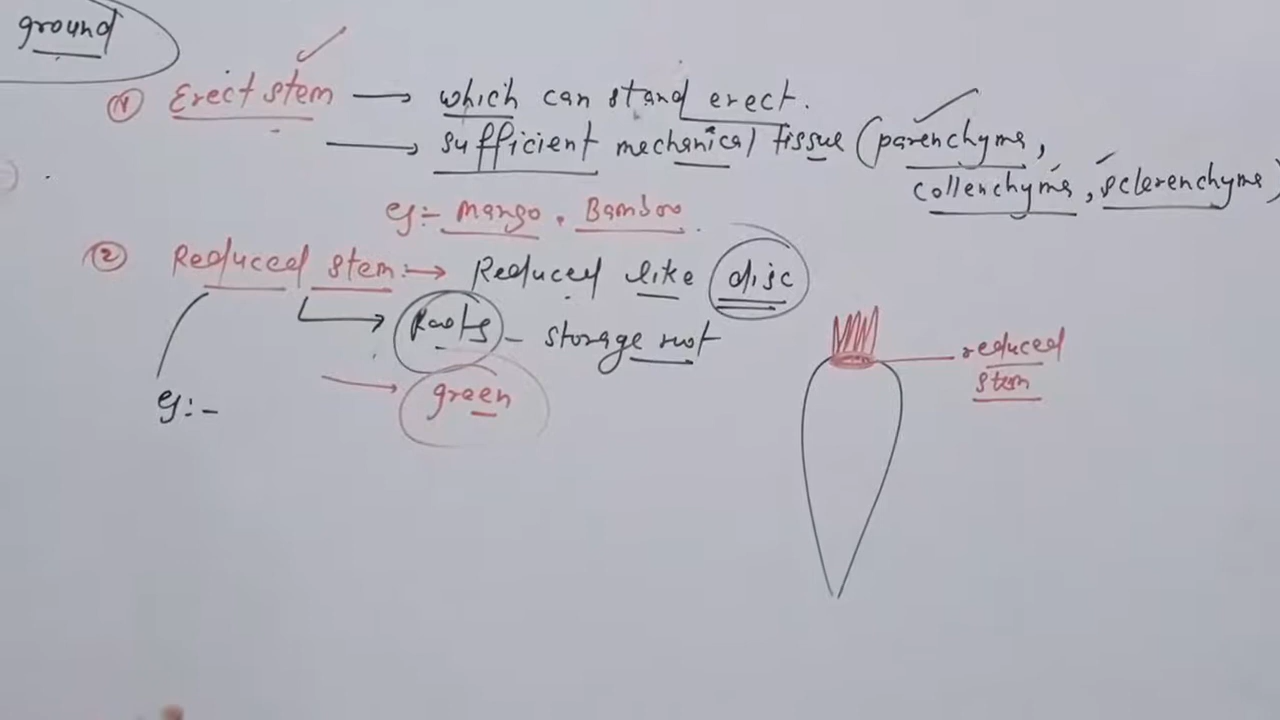 ground
(1) Erect stem → which can stand erect.
→ sufficient mechanical tissue (parenchyma,
collenchyma, sclerenchyma)
eg:- Mango, Bamboo
(2) Reduced stem:→ Reduced like disc
→ Roots - storage root
→ green
eg:-
reduced
stem